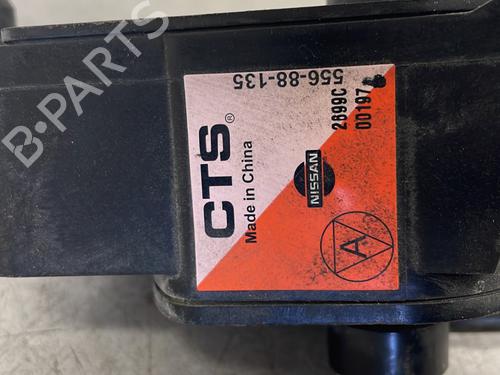 B-PARTS
556-88-135
CTS®
Made in China
2899C
00197
NISSAN
A